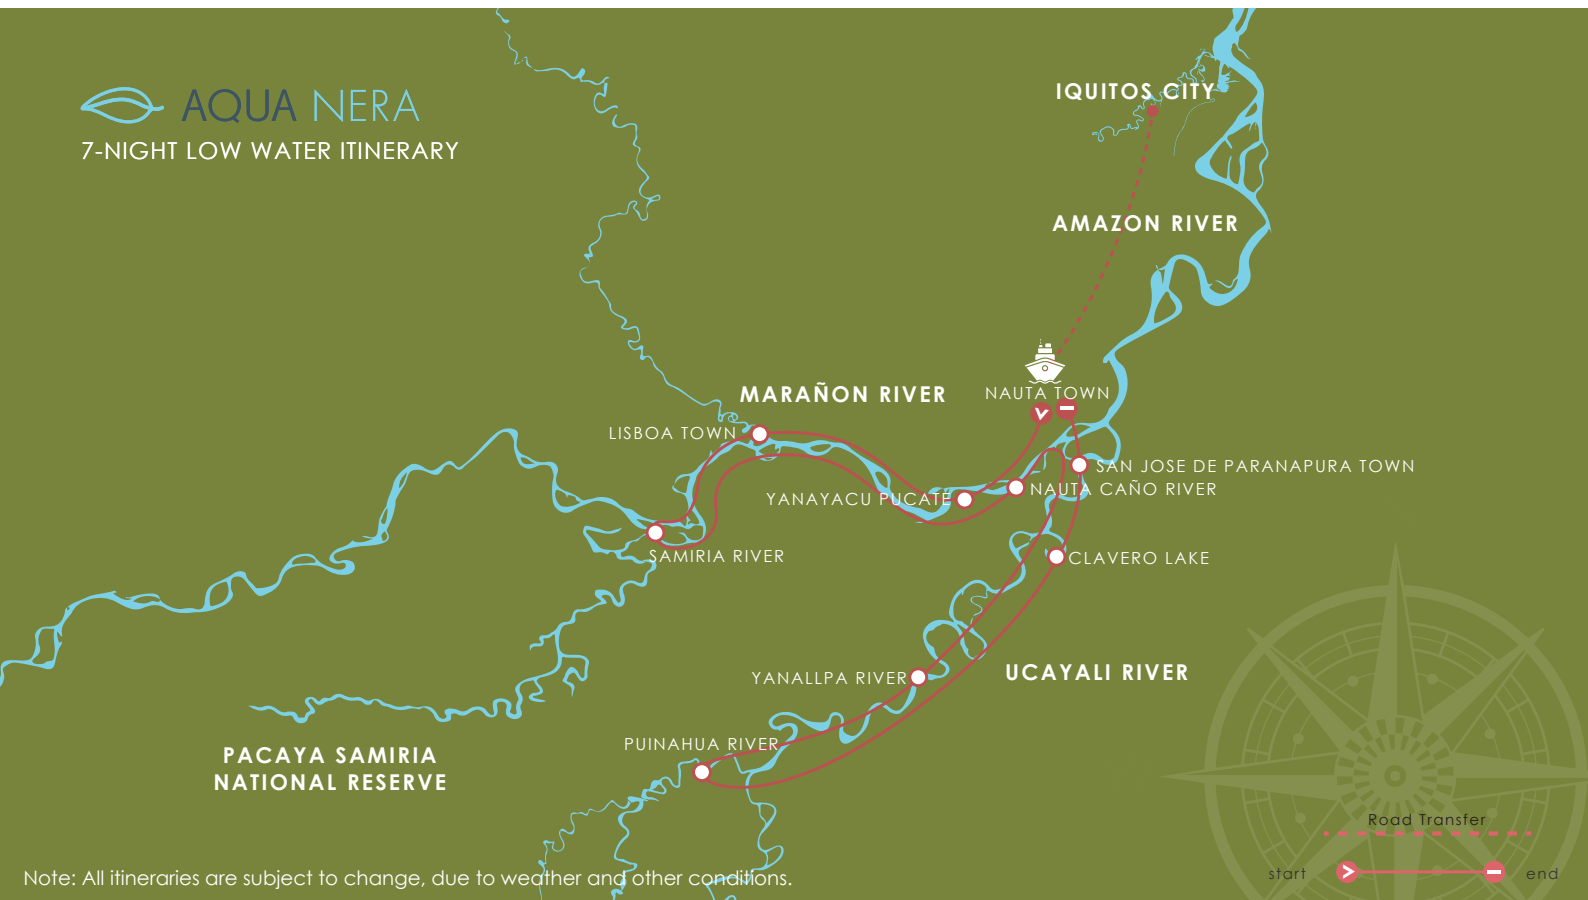 AQUA NERA
7-NIGHT LOW WATER ITINERARY
IQUITOS CITY
AMAZON RIVER
NAUTA TOWN
MARAÑON RIVER
LISBOA TOWN
SAN JOSE DE PARANAPURA TOWN
NAUTA CAÑO RIVER
YANAYACU PUCATE
SAMIRIA RIVER
CLAVERO LAKE
UCAYALI RIVER
YANALLPA RIVER
PUINAHUA RIVER
PACAYA SAMIRIA
NATIONAL RESERVE
Road Transfer
start
end
Note: All itineraries are subject to change, due to weather and other conditions.